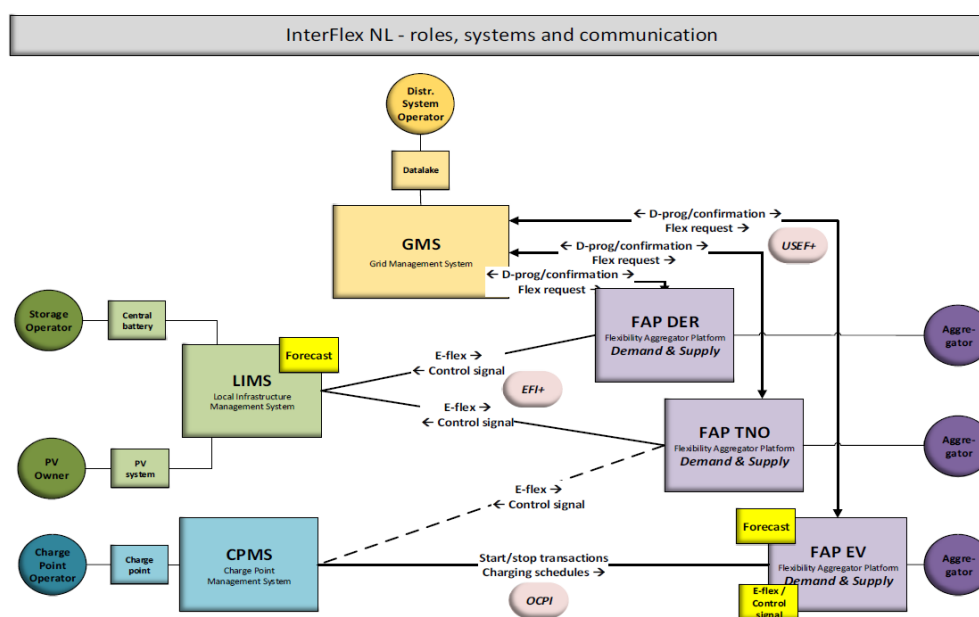 InterFlex NL - roles, systems and communication
Distr.
System
Operator
Datalake
GMS
Grid Management System
← D-prog/confirmation →
Flex request →
USEF+
← D-prog/confirmation →
Flex request →
← D-prog/confirmation →
Flex request →
Storage
Operator
Central
battery
Forecast
LIMS
Local Infrastructure
Management System
E-flex →
← Control signal
EFI+
E-flex →
← Control signal
FAP DER
Flexibility Aggregator Platform
Demand & Supply
Aggre-
gator
PV
Owner
PV
system
FAP TNO
Flexibility Aggregator Platform
Demand & Supply
Aggre-
gator
E-flex →
← Control signal
Charge
Point
Operator
Charge
point
CPMS
Charge Point
Management System
Start/stop transactions
Charging schedules →
OCPI
Forecast
FAP EV
Flexibility Aggregator Platform
Demand & Supply
E-flex /
Control
signal
Aggre-
gator